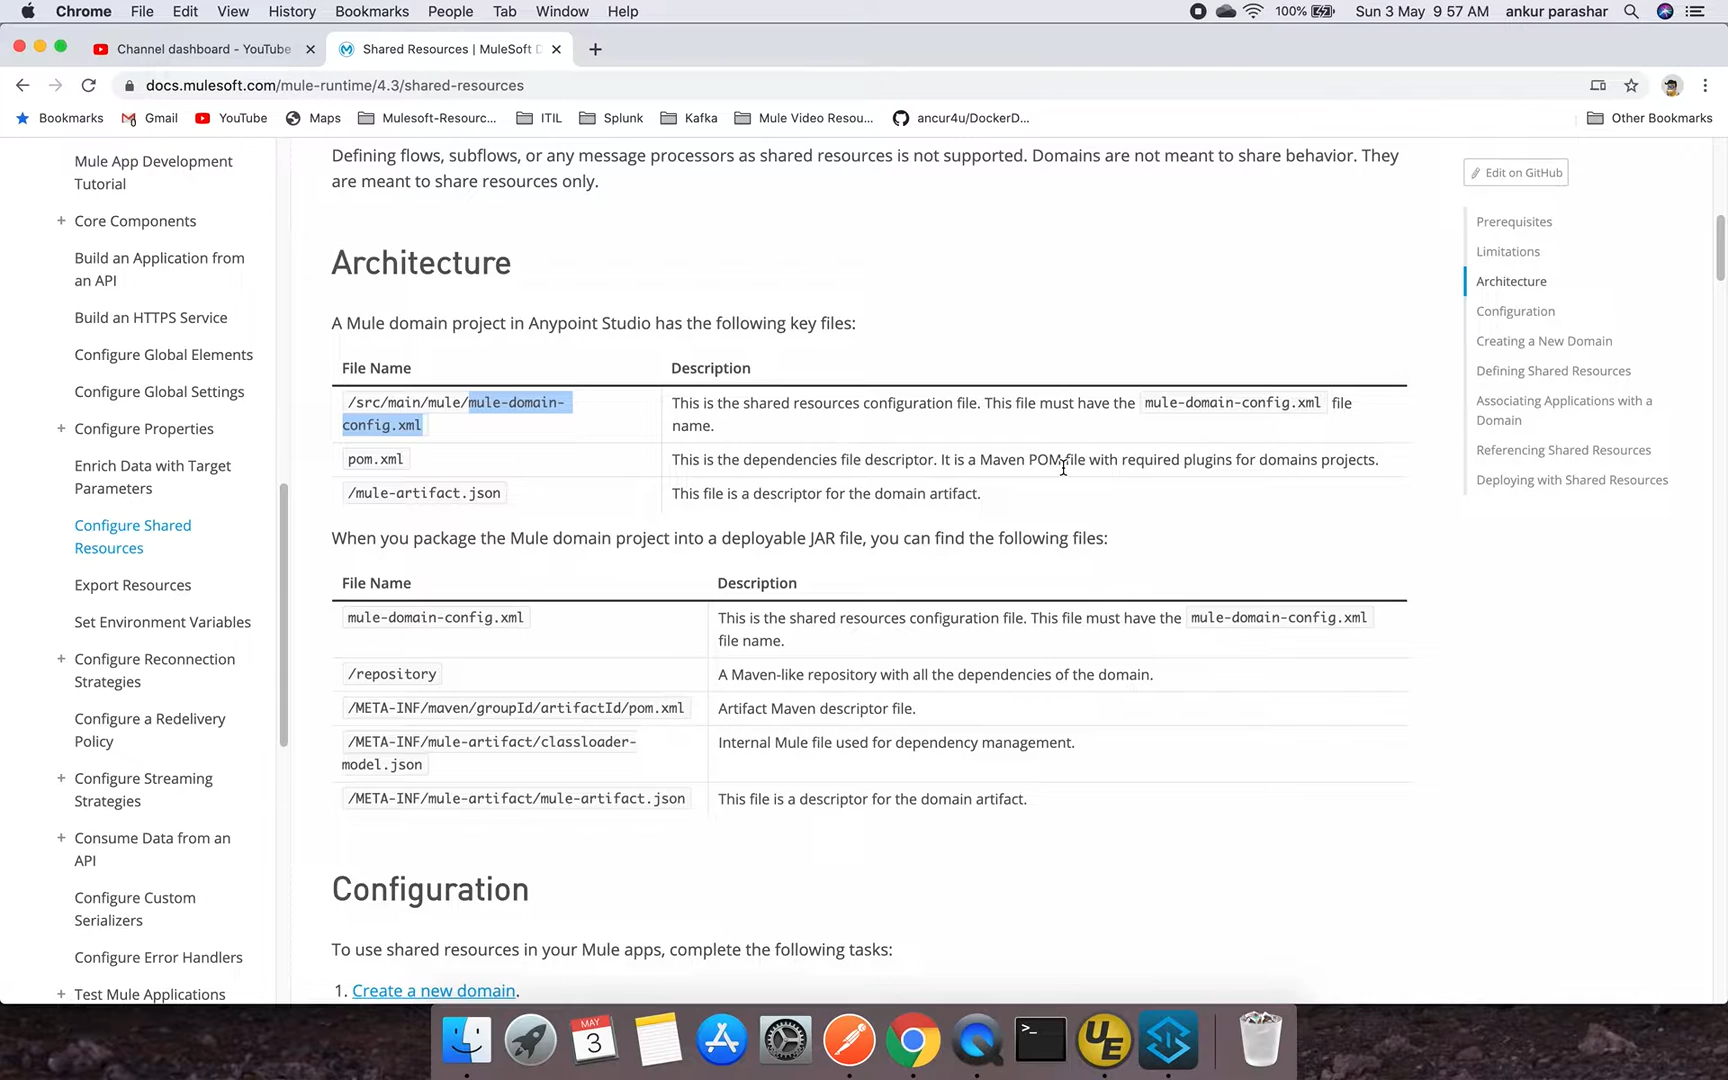 Chrome File Edit View History Bookmarks People Tab Window Help 100% Sun 3 May 9:57 AM ankur parashar
Channel dashboard - YouTube Shared Resources | MuleSoft D
docs.mulesoft.com/mule-runtime/4.3/shared-resources
Bookmarks Gmail YouTube Maps Mulesoft-Resourc... ITIL Splunk Kafka Mule Video Resou... ancur4u/DockerD... Other Bookmarks
Mule App Development
Tutorial
+ Core Components
Build an Application from
an API
Build an HTTPS Service
Configure Global Elements
Configure Global Settings
+ Configure Properties
Enrich Data with Target
Parameters
Configure Shared
Resources
Export Resources
Set Environment Variables
+ Configure Reconnection
Strategies
Configure a Redelivery
Policy
+ Configure Streaming
Strategies
+ Consume Data from an
API
Configure Custom
Serializers
Configure Error Handlers
+ Test Mule Applications
Defining flows, subflows, or any message processors as shared resources is not supported. Domains are not meant to share behavior. They
are meant to share resources only.
Architecture
A Mule domain project in Anypoint Studio has the following key files:
File Name Description
/src/main/mule/mule-domain-
config.xml
This is the shared resources configuration file. This file must have the mule-domain-config.xml file
name.
pom.xml This is the dependencies file descriptor. It is a Maven POM file with required plugins for domains projects.
/mule-artifact.json This file is a descriptor for the domain artifact.
When you package the Mule domain project into a deployable JAR file, you can find the following files:
File Name Description
mule-domain-config.xml This is the shared resources configuration file. This file must have the mule-domain-config.xml
file name.
/repository A Maven-like repository with all the dependencies of the domain.
/META-INF/maven/groupId/artifactId/pom.xml Artifact Maven descriptor file.
/META-INF/mule-artifact/classloader-
model.json
Internal Mule file used for dependency management.
/META-INF/mule-artifact/mule-artifact.json This file is a descriptor for the domain artifact.
Configuration
To use shared resources in your Mule apps, complete the following tasks:
1. Create a new domain.
Edit on GitHub
Prerequisites
Limitations
Architecture
Configuration
Creating a New Domain
Defining Shared Resources
Associating Applications with a
Domain
Referencing Shared Resources
Deploying with Shared Resources
MAY
3
>_
UE